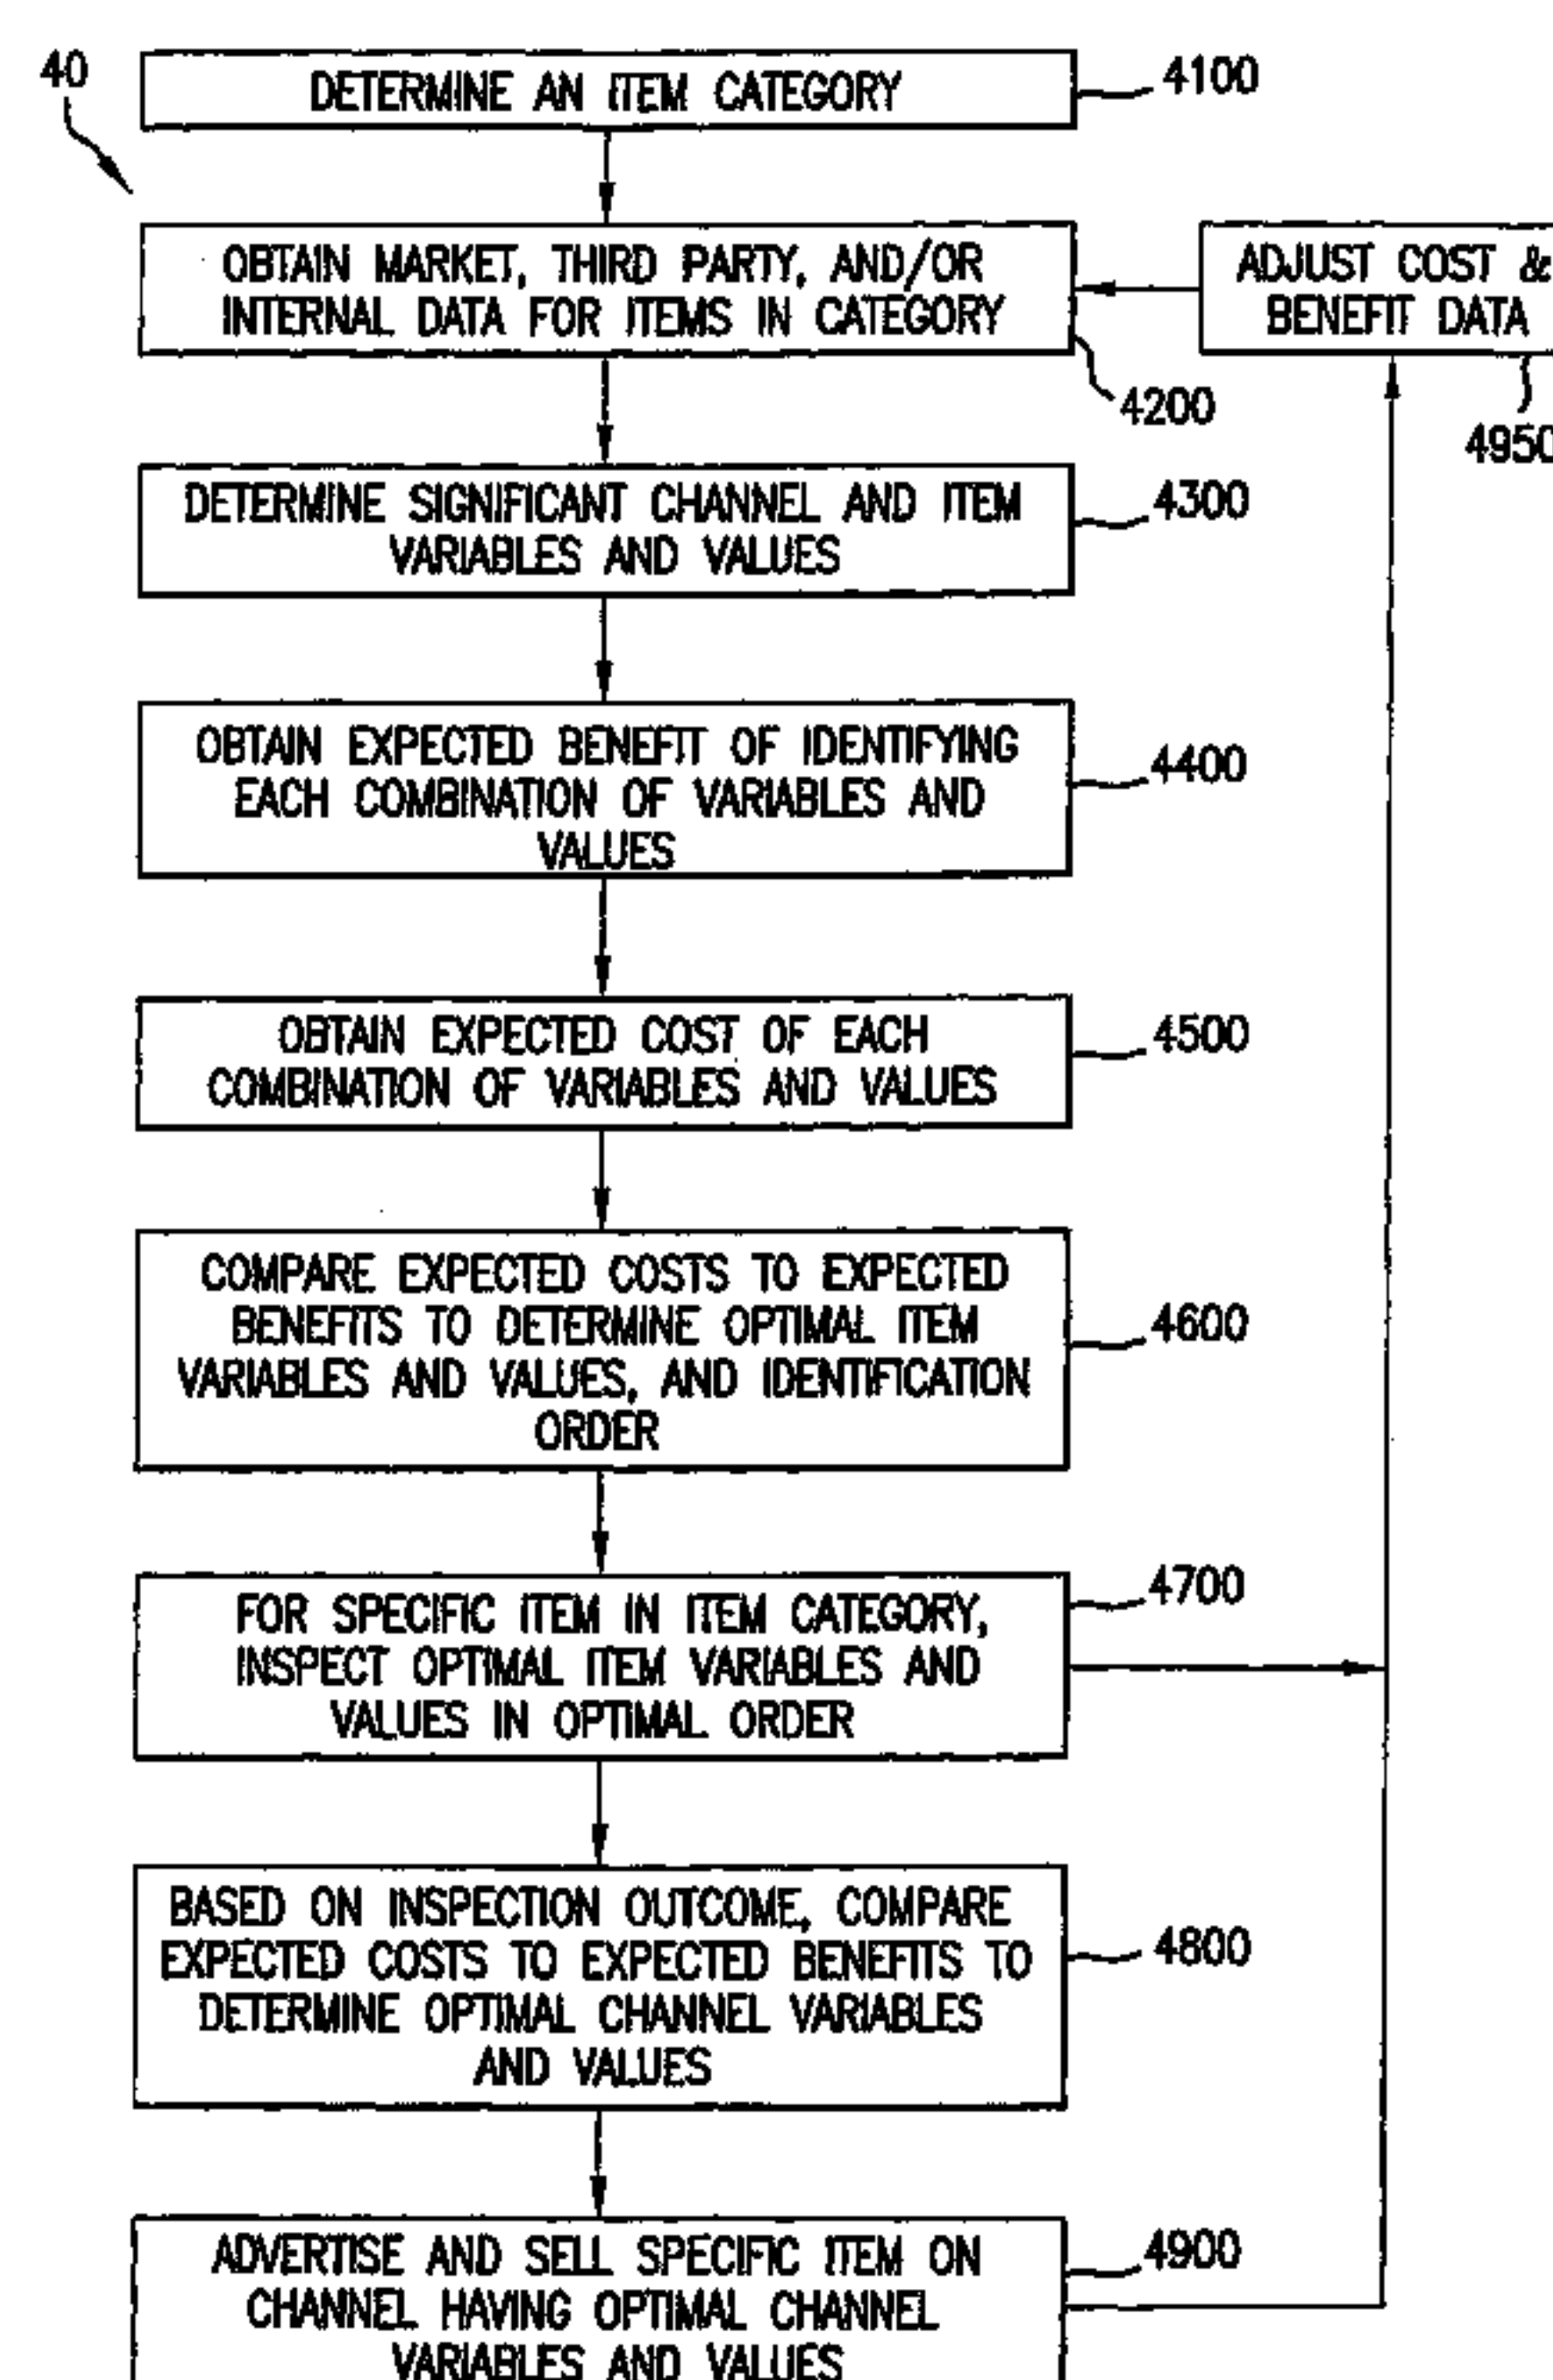 40
DETERMINE AN ITEM CATEGORY
4100
OBTAIN MARKET, THIRD PARTY, AND/OR
INTERNAL DATA FOR ITEMS IN CATEGORY
4200
ADJUST COST &
BENEFIT DATA
4950
DETERMINE SIGNIFICANT CHANNEL AND ITEM
VARIABLES AND VALUES
4300
OBTAIN EXPECTED BENEFIT OF IDENTIFYING
EACH COMBINATION OF VARIABLES AND
VALUES
4400
OBTAIN EXPECTED COST OF EACH
COMBINATION OF VARIABLES AND VALUES
4500
COMPARE EXPECTED COSTS TO EXPECTED
BENEFITS TO DETERMINE OPTIMAL ITEM
VARIABLES AND VALUES, AND IDENTIFICATION
ORDER
4600
FOR SPECIFIC ITEM IN ITEM CATEGORY,
INSPECT OPTIMAL ITEM VARIABLES AND
VALUES IN OPTIMAL ORDER
4700
BASED ON INSPECTION OUTCOME, COMPARE
EXPECTED COSTS TO EXPECTED BENEFITS TO
DETERMINE OPTIMAL CHANNEL VARIABLES
AND VALUES
4800
ADVERTISE AND SELL SPECIFIC ITEM ON
CHANNEL HAVING OPTIMAL CHANNEL
VARIABLES AND VALUES
4900